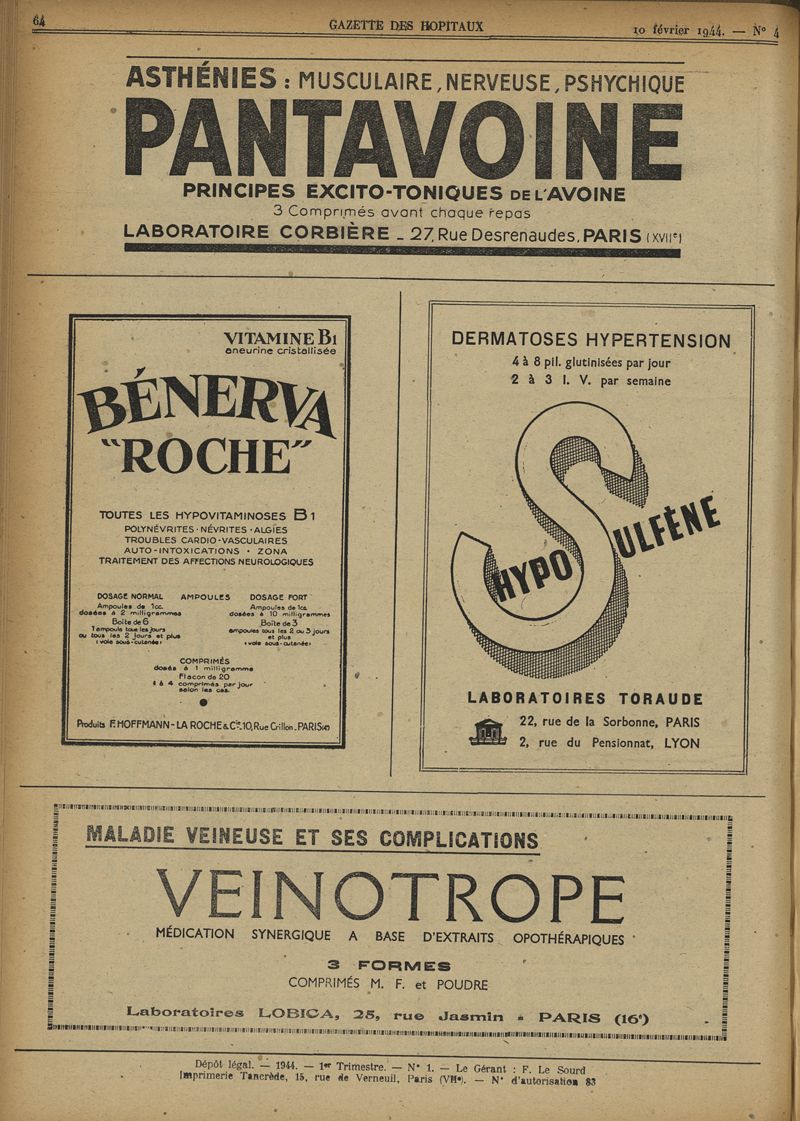 64
GAZETTE DES HOPITAUX
10 février 1944. — N° 4
ASTHÉNIES : MUSCULAIRE, NERVEUSE, PSHYCHIQUE
PANTAVOINE
PRINCIPES EXCITO-TONIQUES DE L'AVOINE
3 Comprimés avant chaque repas
LABORATOIRE CORBIÈRE _ 27, Rue Desrenaudes, PARIS (XVIIe)
VITAMINE B1
aneurine cristallisée
BÉNERVA
"ROCHE"
TOUTES LES HYPOVITAMINOSES B1
POLYNÉVRITES · NÉVRITES · ALGIES
TROUBLES CARDIO-VASCULAIRES
AUTO-INTOXICATIONS · ZONA
TRAITEMENT DES AFFECTIONS NEUROLOGIQUES
DOSAGE NORMAL AMPOULES DOSAGE FORT
Ampoules de 1cc.
dosées à 2 milligrammes
Boîte de 6
1 ampoule tous les jours
ou tous les 2 jours et plus
(voie sous-cutanée)
Ampoules de 1cc.
dosées à 10 milligrammes
Boîte de 3
ampoules tous les 2 ou 3 jours
et plus
(voie sous-cutanée)
COMPRIMÉS
dosés à 1 milligramme
Flacon de 20
1 à 4 comprimés par jour
selon les cas.
Produits F. HOFFMANN-LA ROCHE & Cie. 10, Rue Crillon. PARIS (4e)
DERMATOSES HYPERTENSION
4 à 8 pil. glutinisées par jour
2 à 3 I. V. par semaine
HYPOSULFÈNE
LABORATOIRES TORAUDE
22, rue de la Sorbonne, PARIS
2, rue du Pensionnat, LYON
MALADIE VEINEUSE ET SES COMPLICATIONS
VEINOTROPE
MÉDICATION SYNERGIQUE A BASE D'EXTRAITS OPOTHÉRAPIQUES
3 FORMES
COMPRIMÉS M. F. et POUDRE
Laboratoires LOBICA, 25, rue Jasmin - PARIS (16e)
Dépôt légal. — 1944. — 1er Trimestre. — N° 1. — Le Gérant : F. Le Sourd
Imprimerie Tancrède, 15, rue de Verneuil, Paris (VIIe). — N° d'autorisation 83